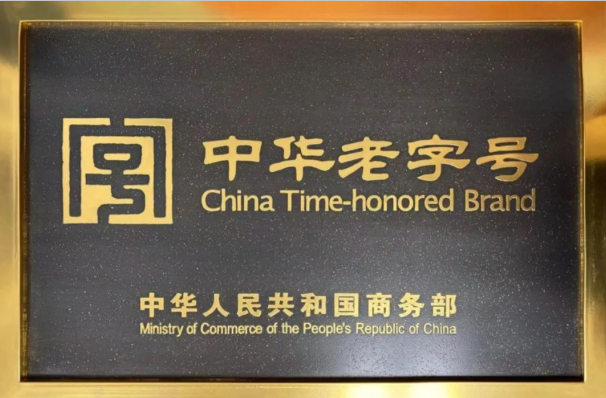 中华老字号
China Time-honored Brand
中华人民共和国商务部
Ministry of Commerce of the People's Republic of China